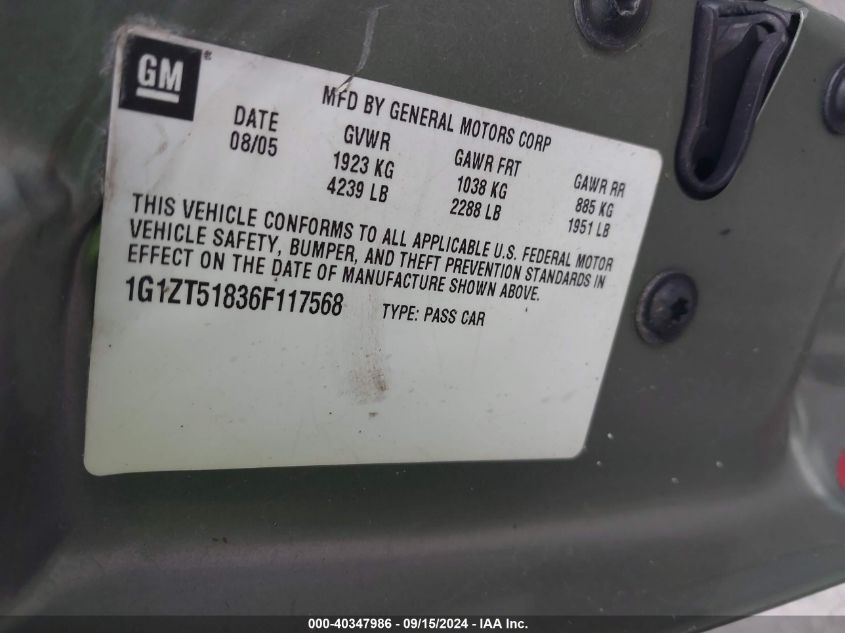 GM®
MFD BY GENERAL MOTORS CORP
DATE GVWR GAWR FRT GAWR RR
08/05 1923 KG 1038 KG 885 KG
4239 LB 2288 LB 1951 LB
THIS VEHICLE CONFORMS TO ALL APPLICABLE U.S. FEDERAL MOTOR
VEHICLE SAFETY, BUMPER, AND THEFT PREVENTION STANDARDS IN
EFFECT ON THE DATE OF MANUFACTURE SHOWN ABOVE.
1G1ZT51836F117568 TYPE: PASS CAR
000-40347986 - 09/15/2024 - IAA Inc.